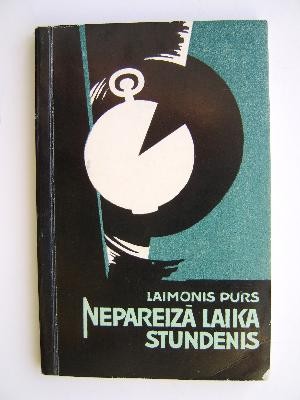 LAIMONIS PURS
NEPAREIZĀ LAIKA
STUNDENIS